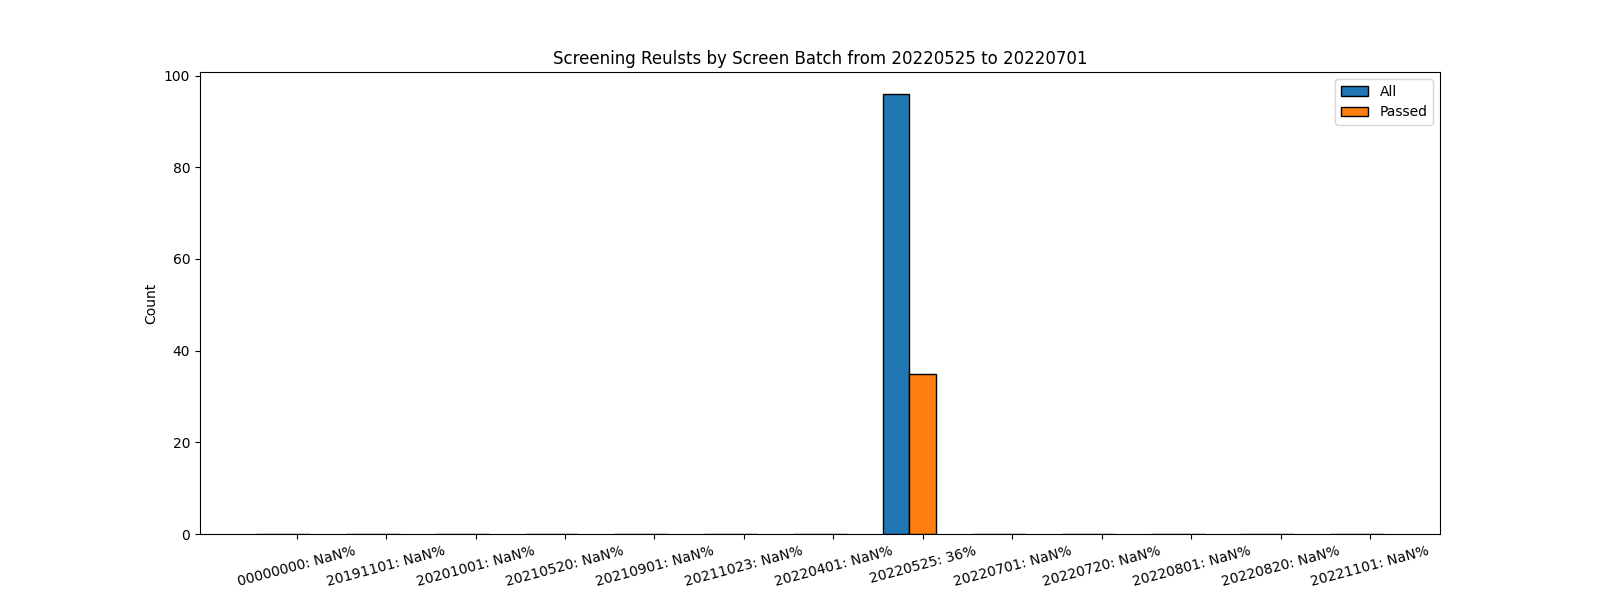 Screening Reulsts by Screen Batch from 20220525 to 20220701
All
Passed
100
80
60
40
20
0
Count
00000000: NaN%
20191101: NaN%
20201001: NaN%
20210520: NaN%
20210901: NaN%
20211023: NaN%
20220401: NaN%
20220525: 36%
20220701: NaN%
20220720: NaN%
20220801: NaN%
20220820: NaN%
20221101: NaN%